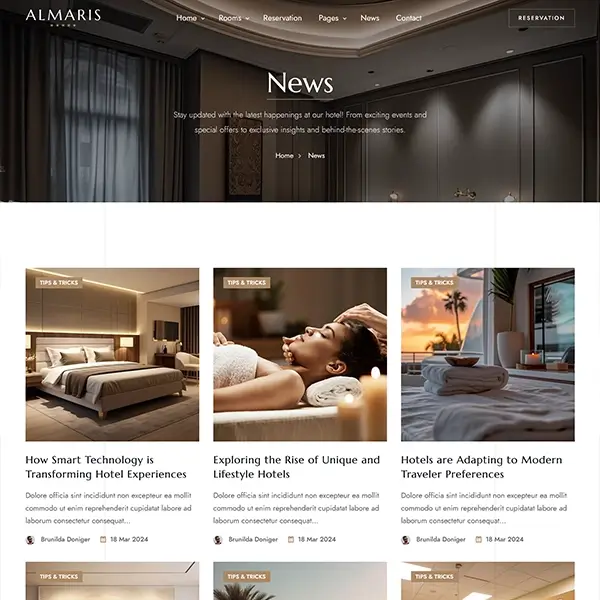 ALMARIS
Home Rooms Reservation Pages News Contact
RESERVATION
News
Stay updated with the latest happenings at our hotel! From exciting events and
special offers to exclusive insights and behind-the-scenes stories.
Home > News
TIPS & TRICKS
TIPS & TRICKS
TIPS & TRICKS
How Smart Technology is
Transforming Hotel Experiences
Dolore officia sint incididunt non excepteur ea mollit
commodo ut enim reprehenderit cupidatat labore ad
laborum consectetur consequat...
Brunilda Doniger 18 Mar 2024
Exploring the Rise of Unique and
Lifestyle Hotels
Dolore officia sint incididunt non excepteur ea mollit
commodo ut enim reprehenderit cupidatat labore ad
laborum consectetur consequat...
Brunilda Doniger 18 Mar 2024
Hotels are Adapting to Modern
Traveler Preferences
Dolore officia sint incididunt non excepteur ea mollit
commodo ut enim reprehenderit cupidatat labore ad
laborum consectetur consequat...
Brunilda Doniger 18 Mar 2024
TIPS & TRICKS
TIPS & TRICKS
TIPS & TRICKS